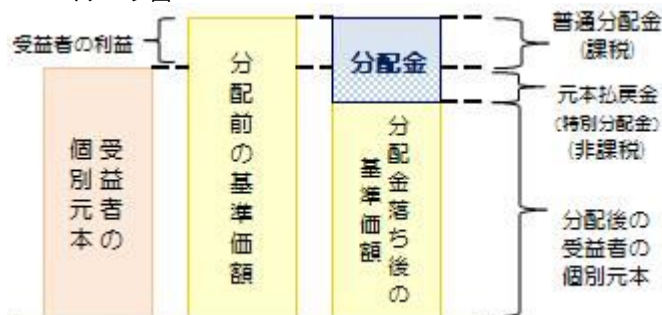 受益者の利益
受益者の
個別元本
分配前の基準価額
分配金
分配金落ち後の
基準価額
普通分配金
(課税)
元本払戻金
(特別分配金)
(非課税)
分配後の
受益者の
個別元本